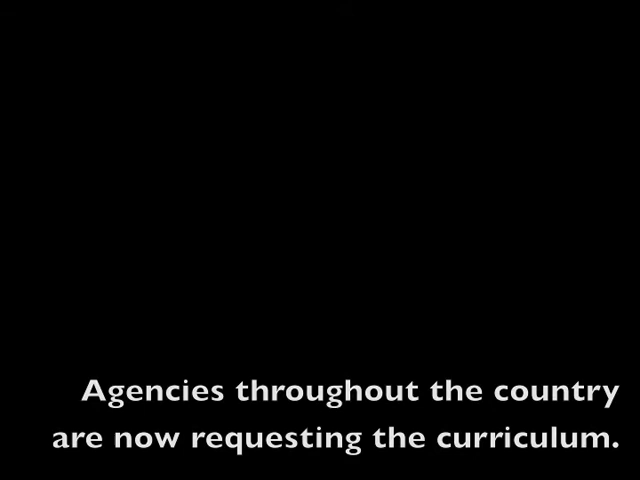 Agencies throughout the country
are now requesting the curriculum.